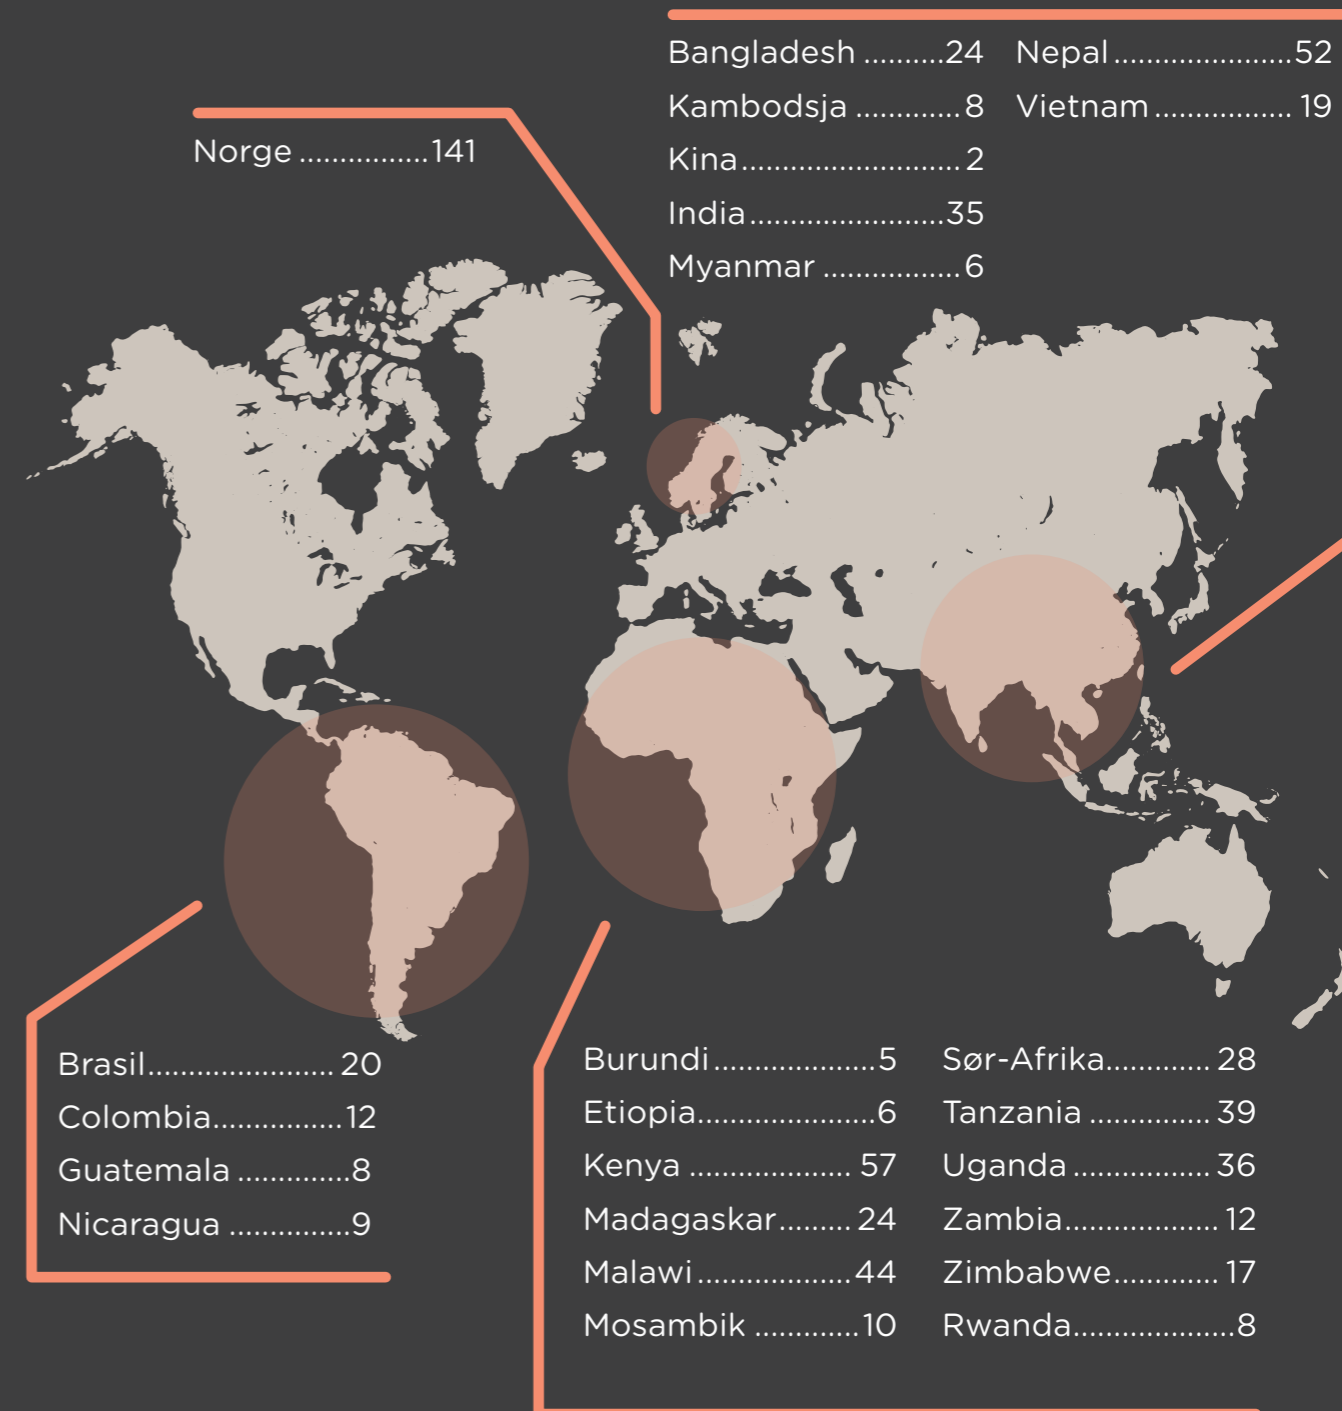 Bangladesh ..........24
Kambodsja .............8
Kina........................... 2
India........................35
Myanmar .................6
Nepal......................52
Vietnam ................. 19
Norge ................141
Brasil....................... 20
Colombia................12
Guatemala ..............8
Nicaragua ...............9
Burundi....................5
Etiopia......................6
Kenya .................... 57
Madagaskar......... 24
Malawi...................44
Mosambik .............10
Sør-Afrika............. 28
Tanzania ............... 39
Uganda ................. 36
Zambia.................... 12
Zimbabwe............. 17
Rwanda....................8